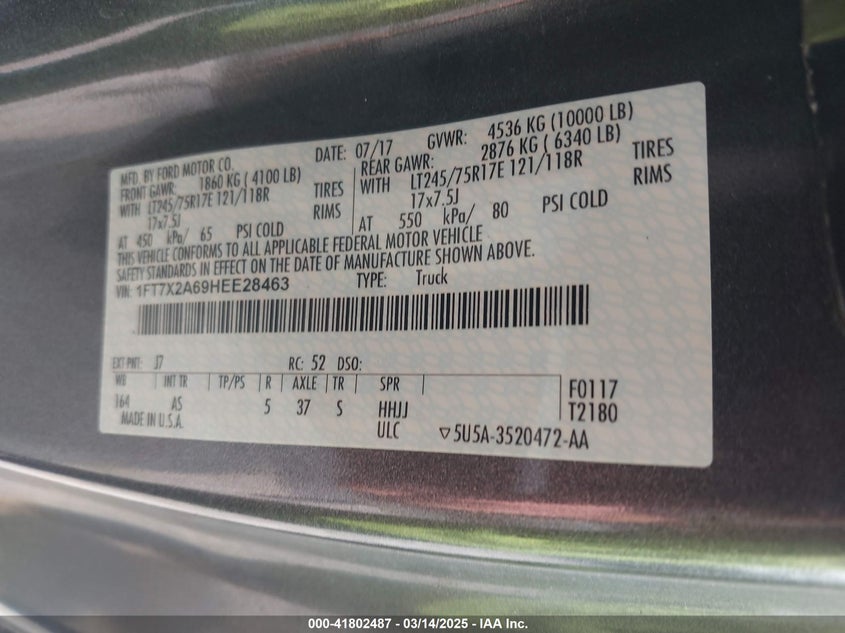 MFD. BY FORD MOTOR CO.
DATE: 07/17 GVWR: 4536 KG (10000 LB)
FRONT GAWR: 1860 KG ( 4100 LB)
WITH LT245/75R17E 121/118R TIRES
17x7.5J RIMS
AT 450 kPa/ 65 PSI COLD
REAR GAWR: 2876 KG ( 6340 LB)
WITH LT245/75R17E 121/118R TIRES
17x7.5J RIMS
AT 550 kPa/ 80 PSI COLD
THIS VEHICLE CONFORMS TO ALL APPLICABLE FEDERAL MOTOR VEHICLE
SAFETY STANDARDS IN EFFECT ON THE DATE OF MANUFACTURE SHOWN ABOVE.
VIN: 1FT7X2A69HEE28463 TYPE: Truck
EXT PNT: J7 RC: 52 DSO:
WB INT TR TP/PS R AXLE TR SPR
164 AS 5 37 S HHJJ
ULC
F0117
T2180
MADE IN U.S.A.
▽5U5A-3520472-AA
000-41802487 - 03/14/2025 - IAA Inc.